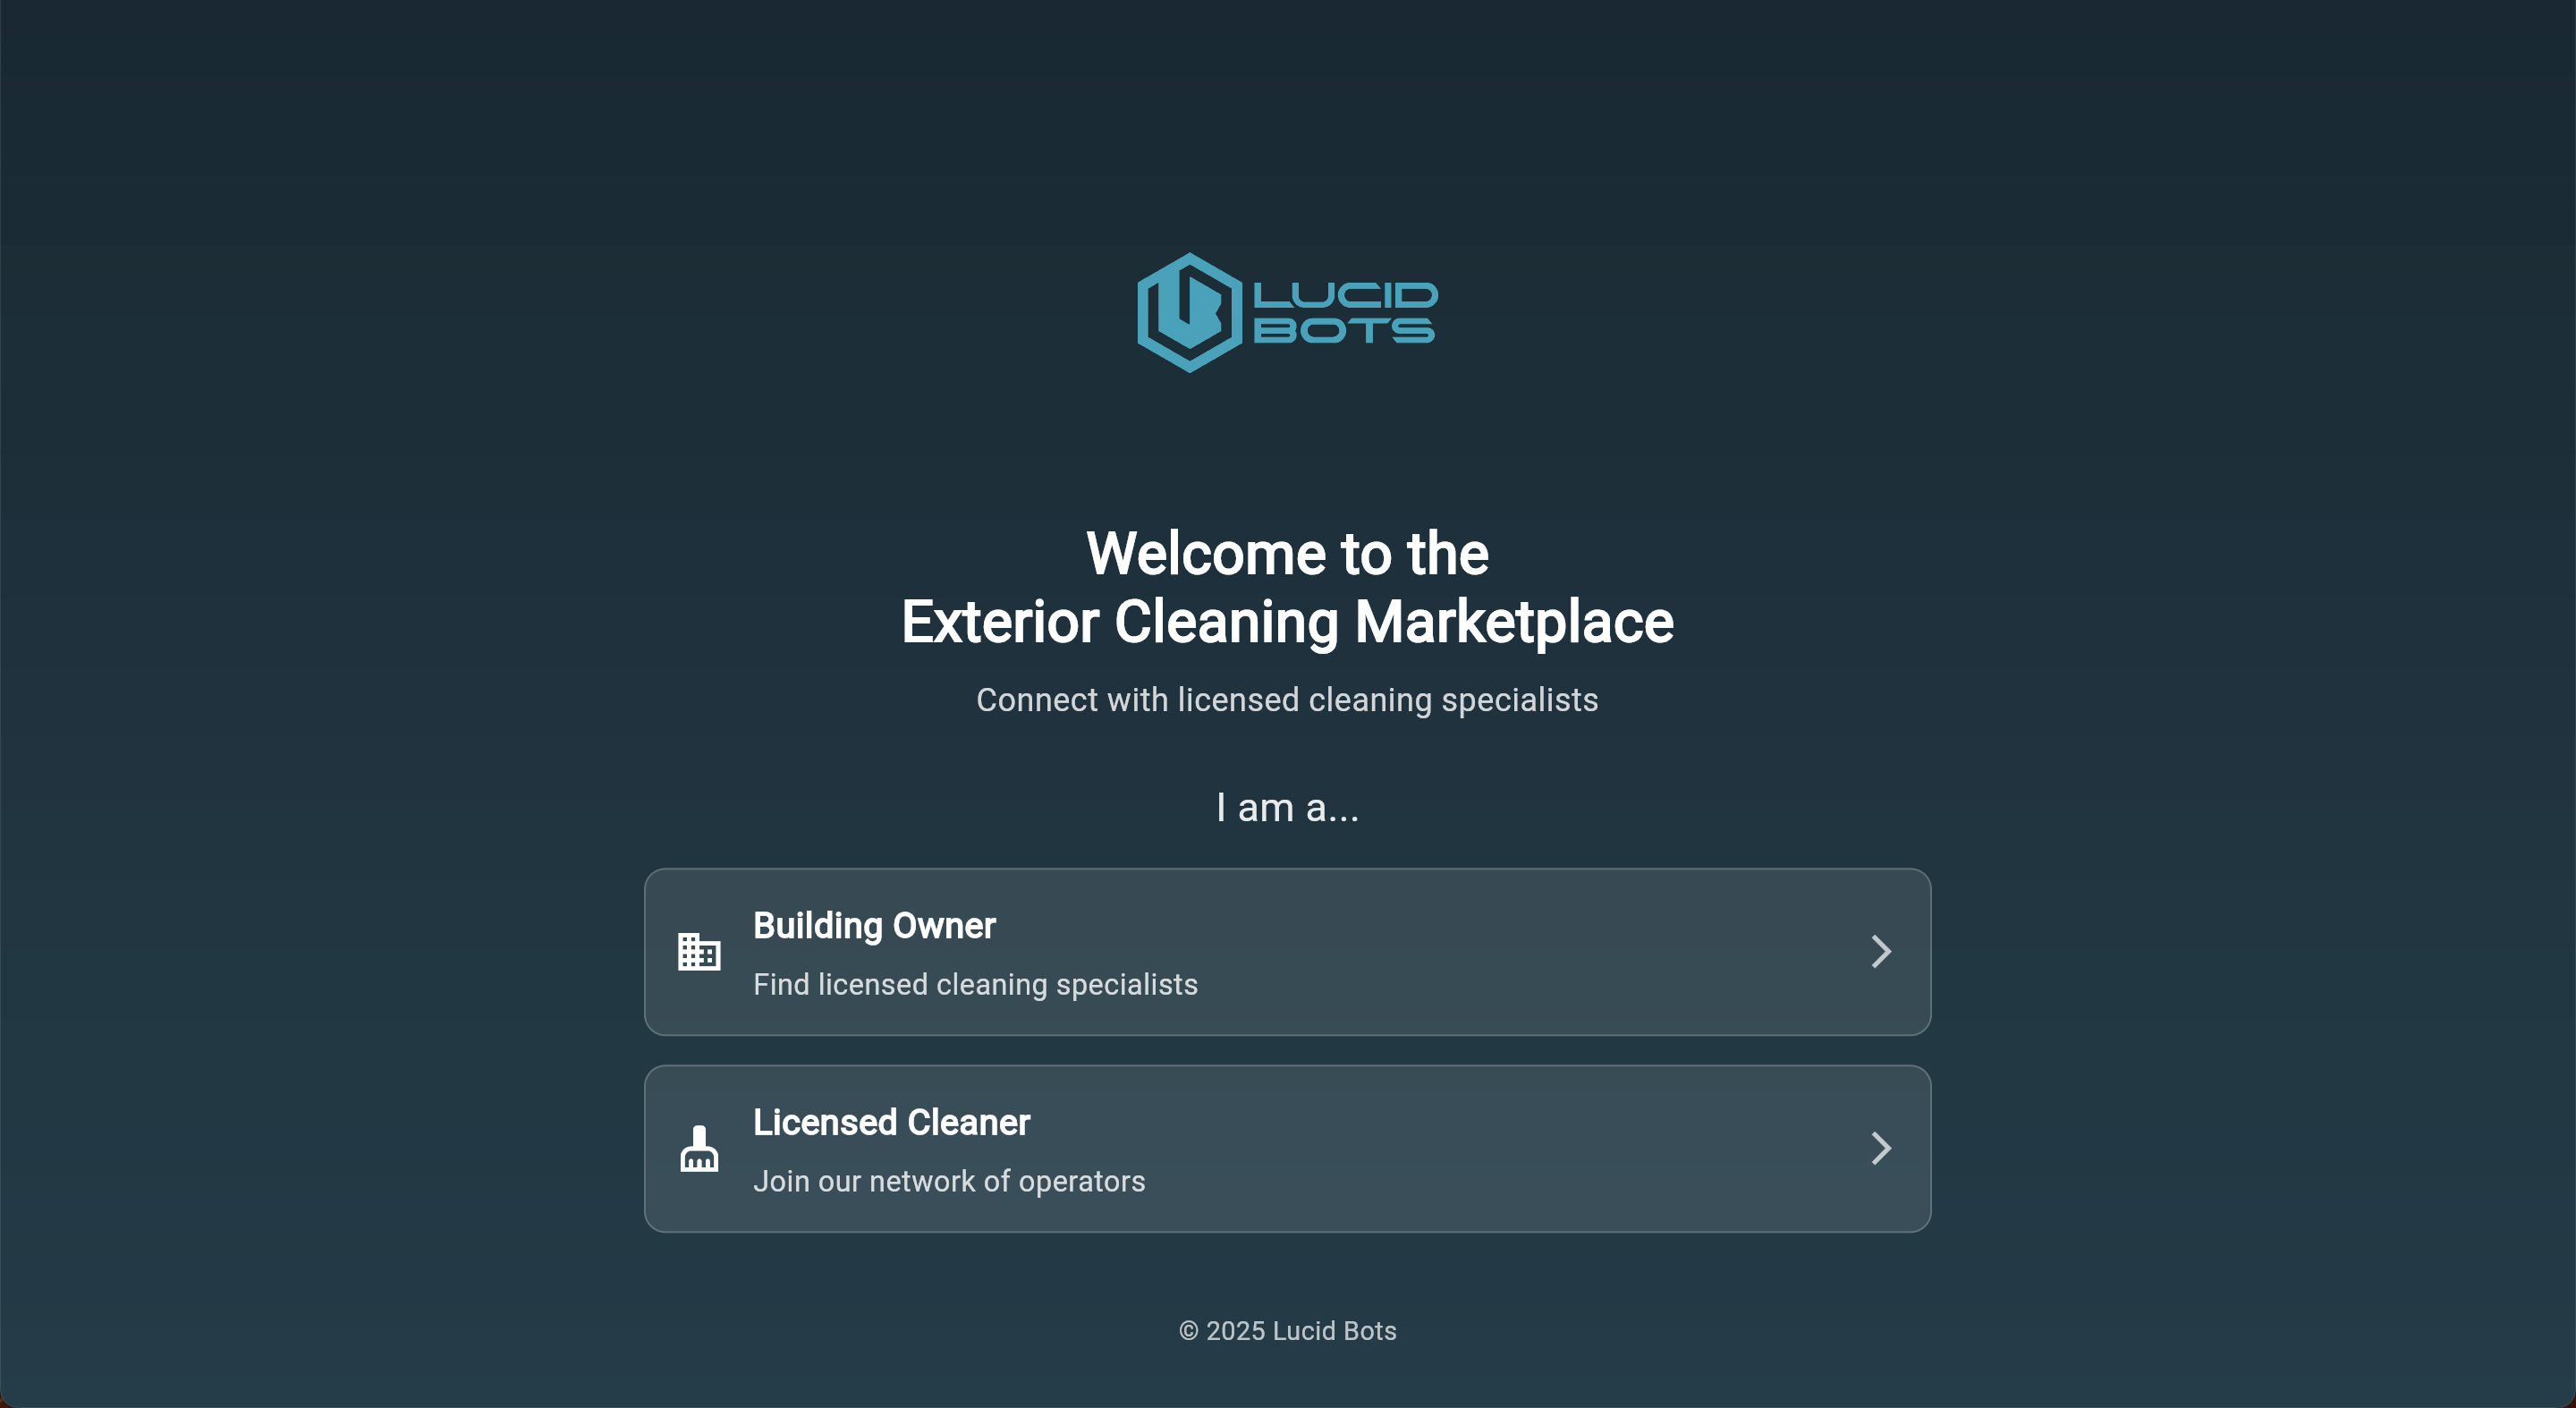 LUCID
BOTS
Welcome to the
Exterior Cleaning Marketplace
Connect with licensed cleaning specialists
I am a...
Building Owner
Find licensed cleaning specialists
Licensed Cleaner
Join our network of operators
© 2025 Lucid Bots